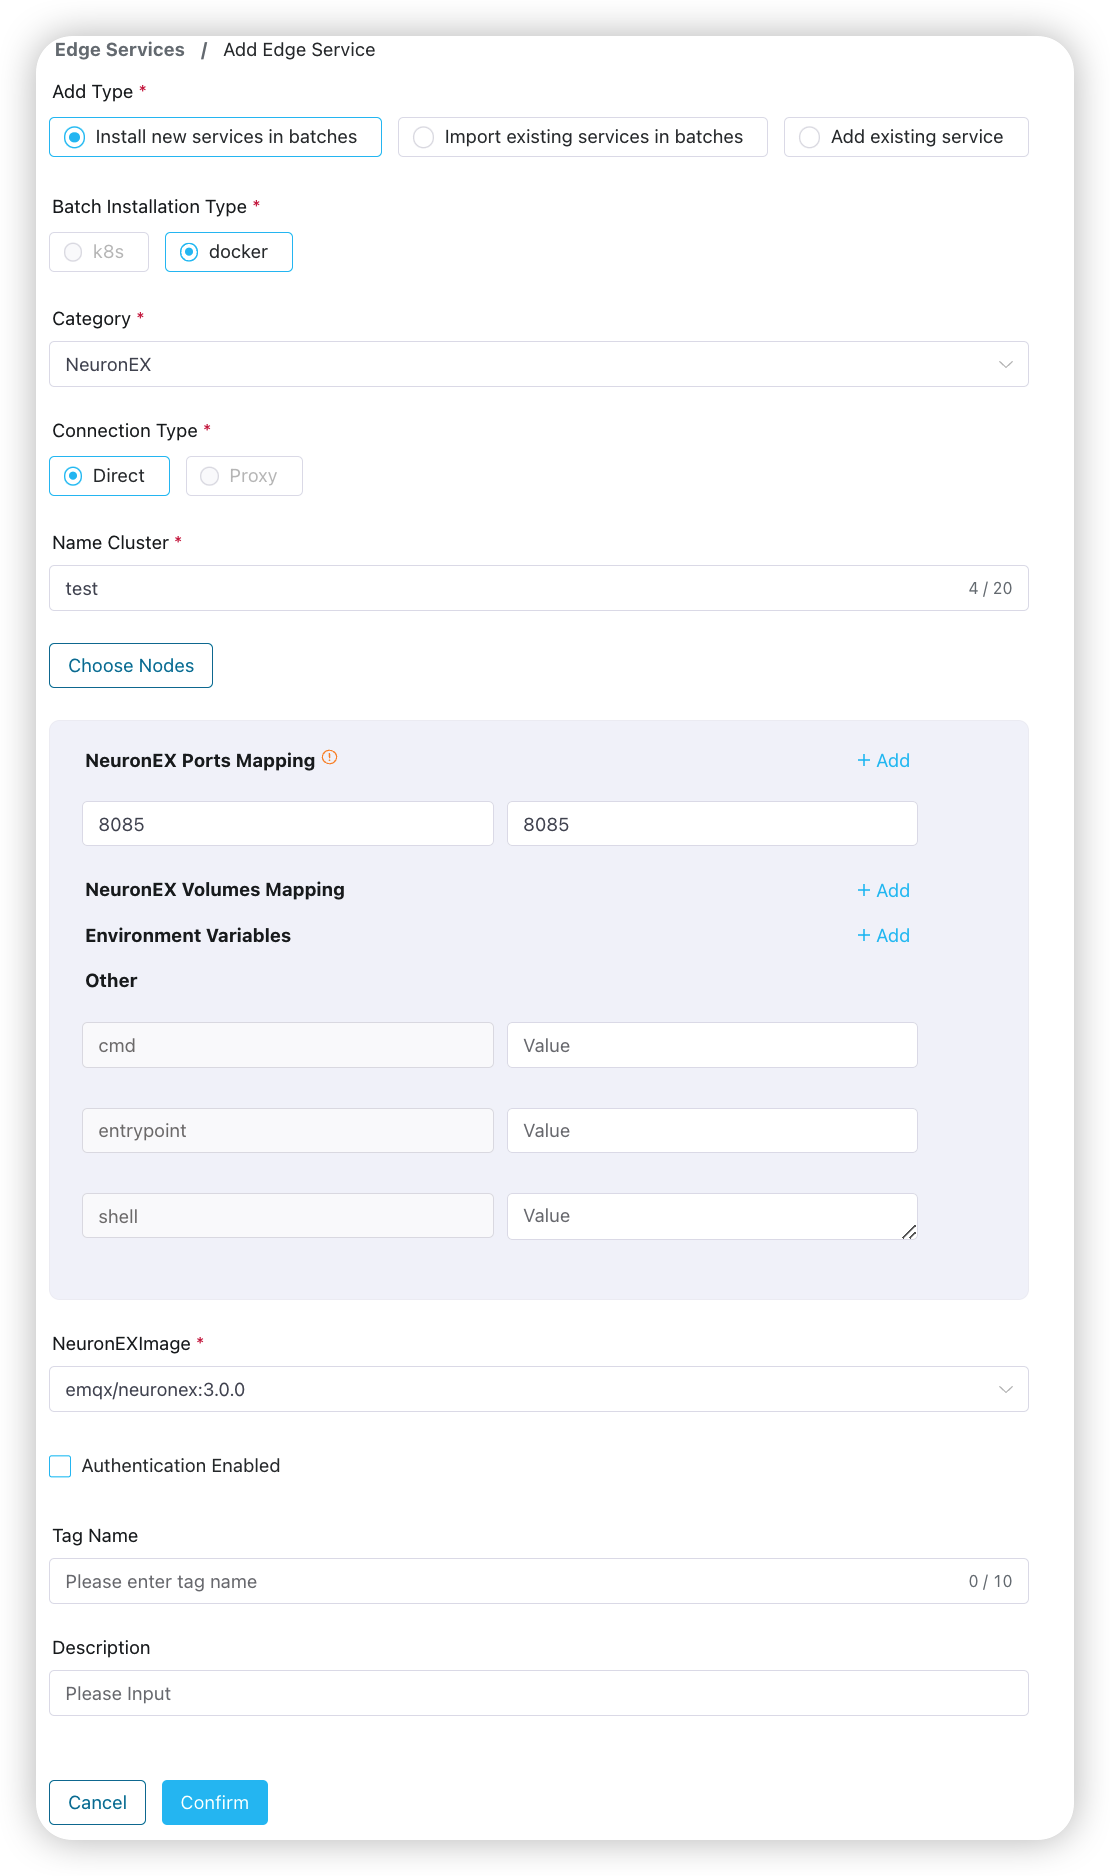 Edge Services / Add Edge Service
Add Type *
Install new services in batches Import existing services in batches Add existing service
Batch Installation Type *
k8s docker
Category *
NeuronEX
Connection Type *
Direct Proxy
Name Cluster *
test 4 / 20
Choose Nodes
NeuronEX Ports Mapping + Add
8085 8085
NeuronEX Volumes Mapping + Add
Environment Variables + Add
Other
cmd Value
entrypoint Value
shell Value
NeuronEXImage *
emqx/neuronex:3.0.0
Authentication Enabled
Tag Name
Please enter tag name 0 / 10
Description
Please Input
Cancel Confirm